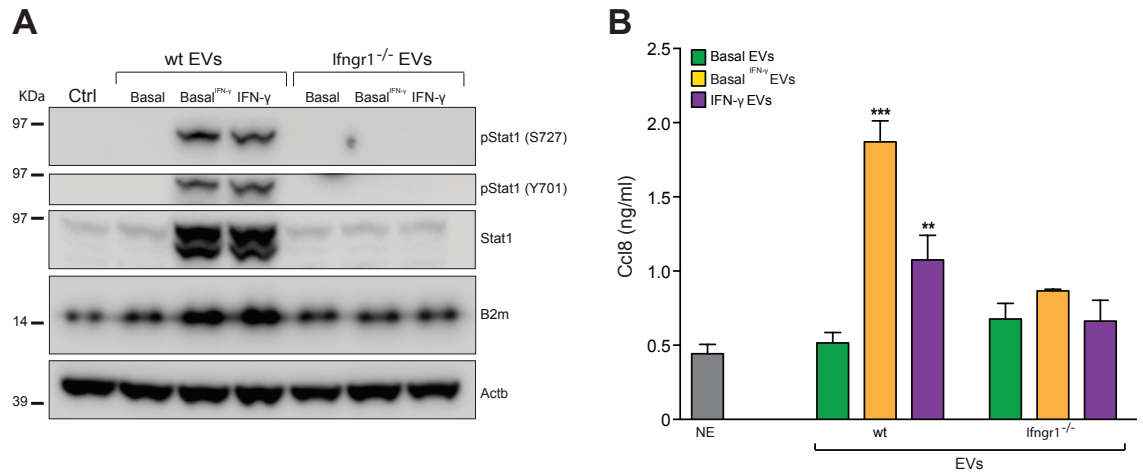 A
wt EVs
Ifngr1-/- EVs
KDa
Ctrl
Basal
BasalIFN-γ
IFN-γ
Basal
BasalIFN-γ
IFN-γ
97
pStat1 (S727)
97
pStat1 (Y701)
97
Stat1
14
B2m
39
Actb
B
Basal EVs
Basal IFN-γ EVs
IFN-γ EVs
Ccl8 (ng/ml)
2.5
2.0
1.5
1.0
0.5
0
***
**
NE
wt
Ifngr1-/-
EVs